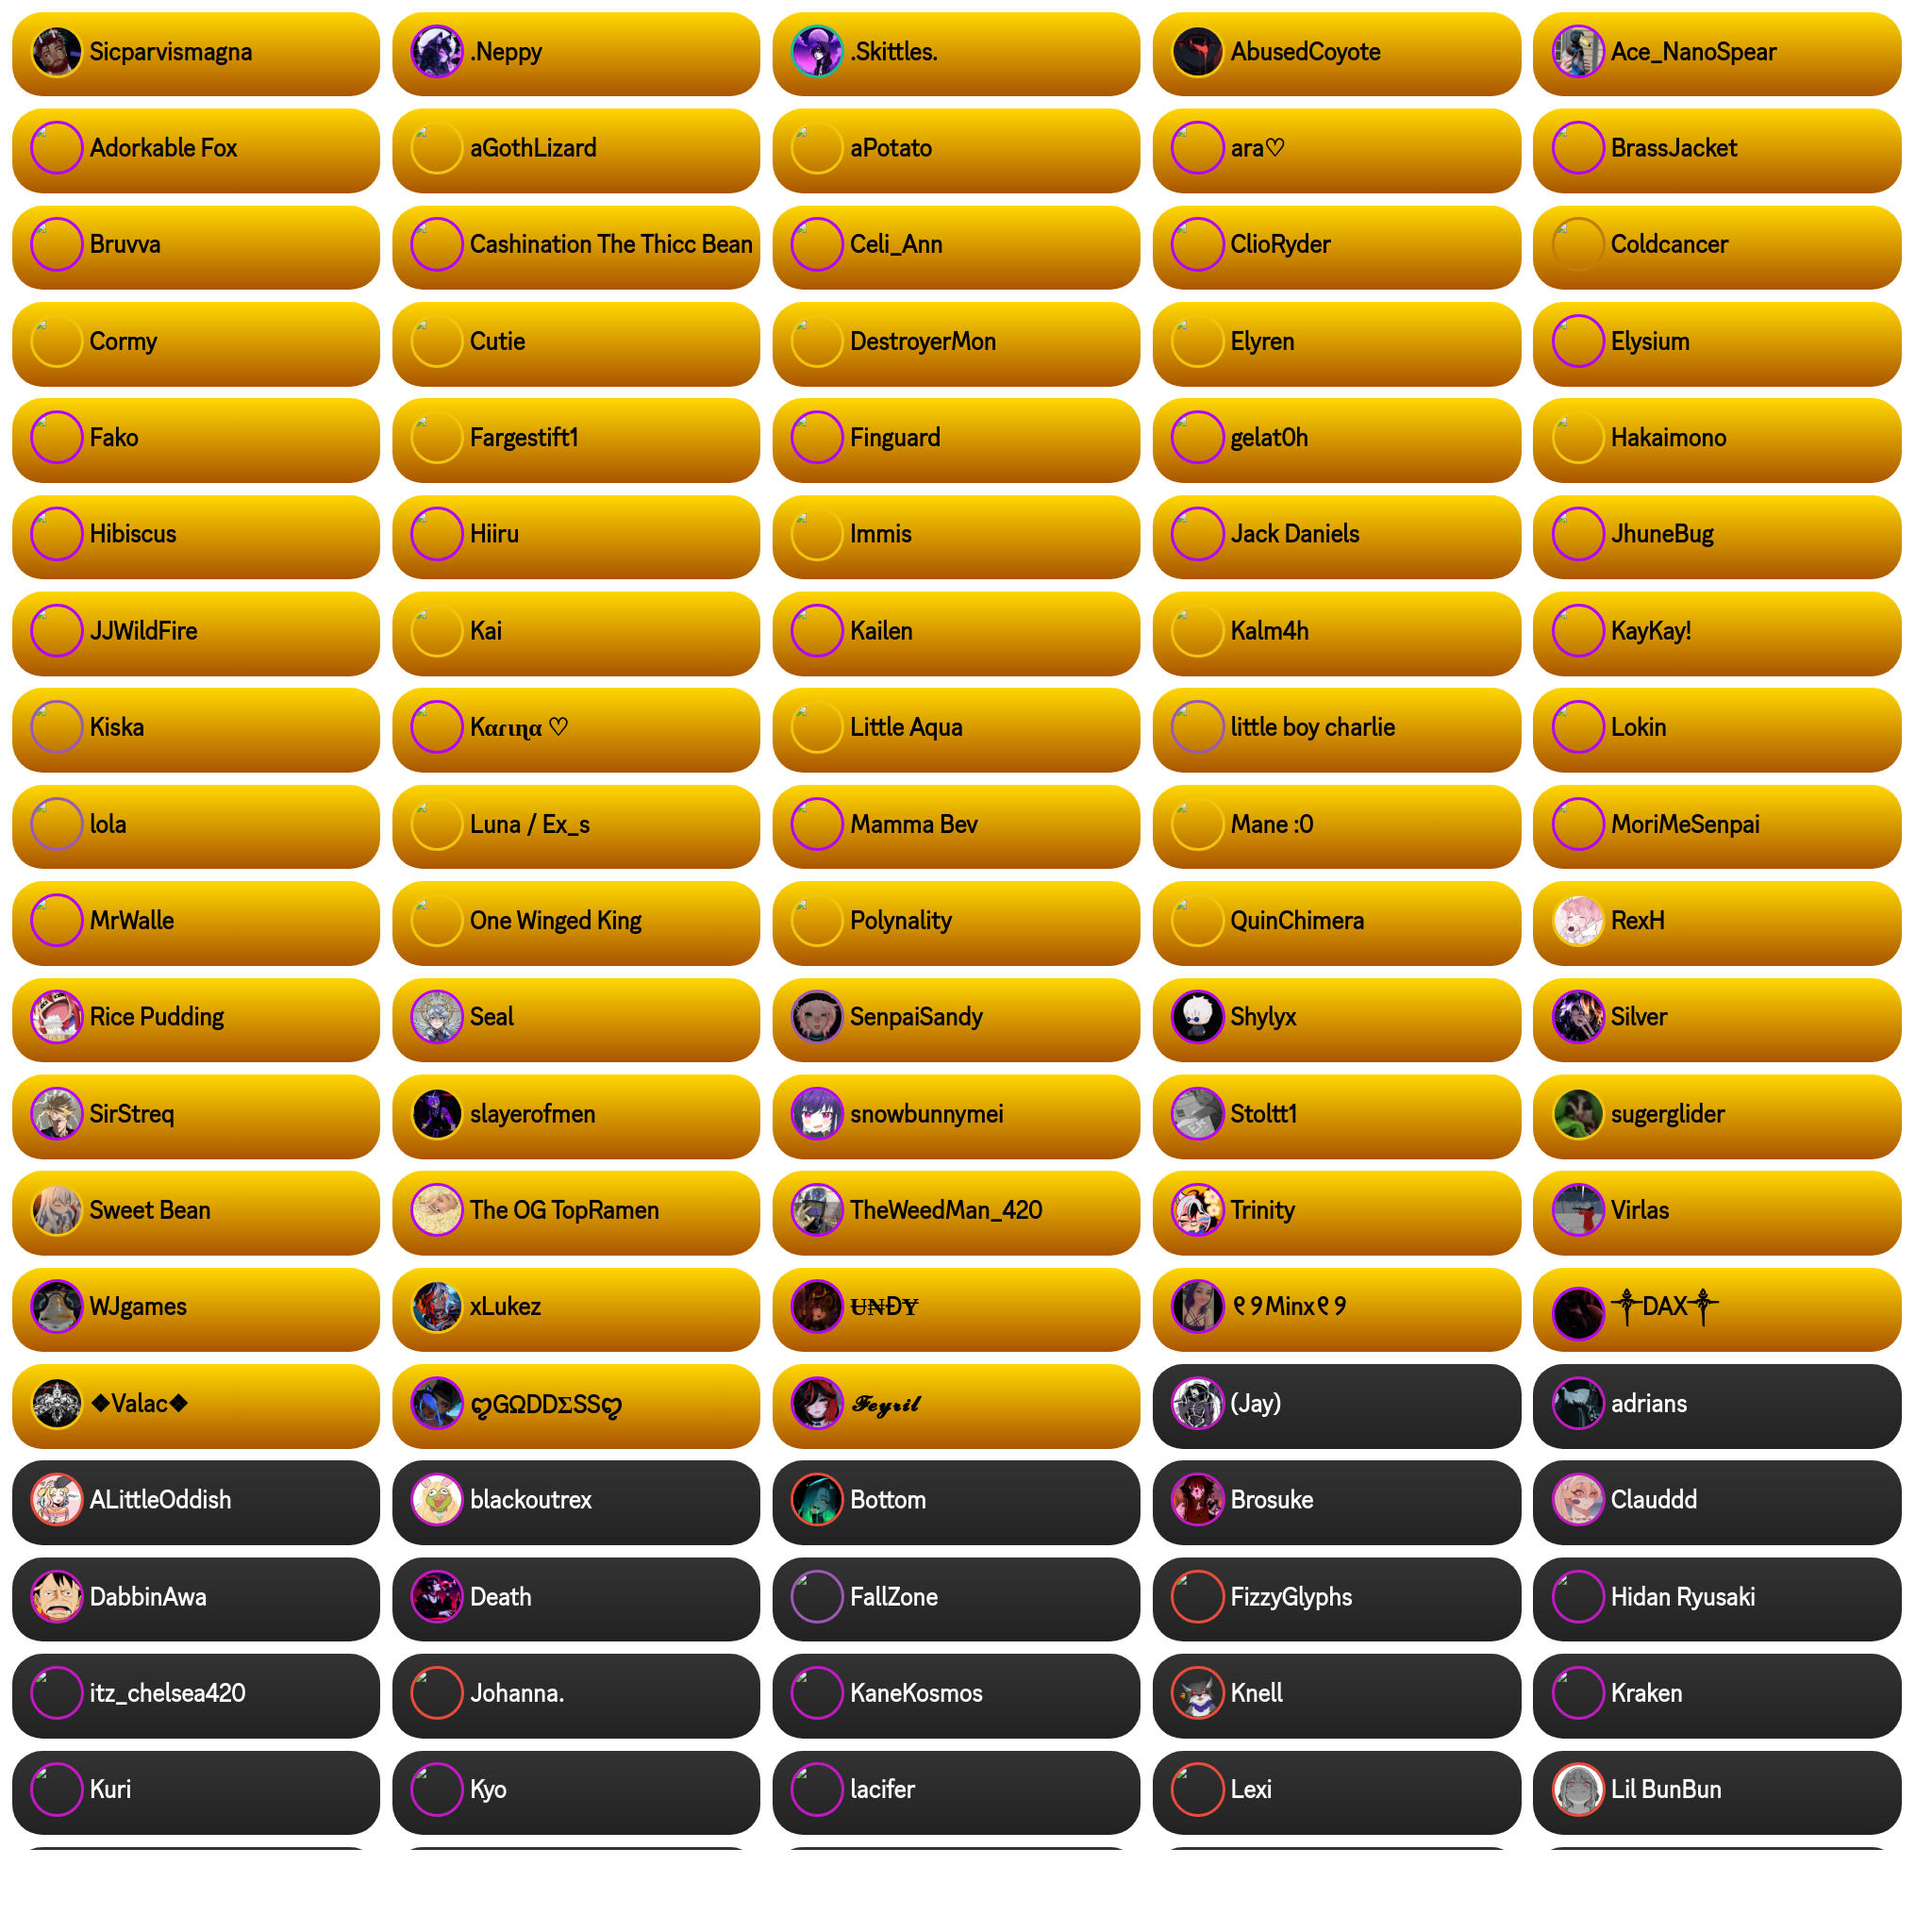 Sicparvismagna
.Neppy
.Skittles.
AbusedCoyote
Ace_NanoSpear
Adorkable Fox
aGothLizard
aPotato
ara♡
BrassJacket
Bruvva
Cashination The Thicc Bean
Celi_Ann
ClioRyder
Coldcancer
Cormy
Cutie
DestroyerMon
Elyren
Elysium
Fako
Fargestift1
Finguard
gelat0h
Hakaimono
Hibiscus
Hiiru
Immis
Jack Daniels
JhuneBug
JJWildFire
Kai
Kailen
Kalm4h
KayKay!
Kiska
Kαɾιɳα ♡
Little Aqua
little boy charlie
Lokin
lola
Luna / Ex_s
Mamma Bev
Mane :0
MoriMeSenpai
MrWalle
One Winged King
Polynality
QuinChimera
RexH
Rice Pudding
Seal
SenpaiSandy
Shylyx
Silver
SirStreq
slayerofmen
snowbunnymei
Stoltt1
sugerglider
Sweet Bean
The OG TopRamen
TheWeedMan_420
Trinity
Virlas
WJgames
xLukez
U̶₦ĐɎ
ღMinxღ
⚚DAX⚚
❖Valac❖
ღGΩDDΣSSღ
𝓕𝓮𝔂𝓻𝓲𝓵
(Jay)
adrians
ALittleOddish
blackoutrex
Bottom
Brosuke
Clauddd
DabbinAwa
Death
FallZone
FizzyGlyphs
Hidan Ryusaki
itz_chelsea420
Johanna.
KaneKosmos
Knell
Kraken
Kuri
Kyo
lacifer
Lexi
Lil BunBun